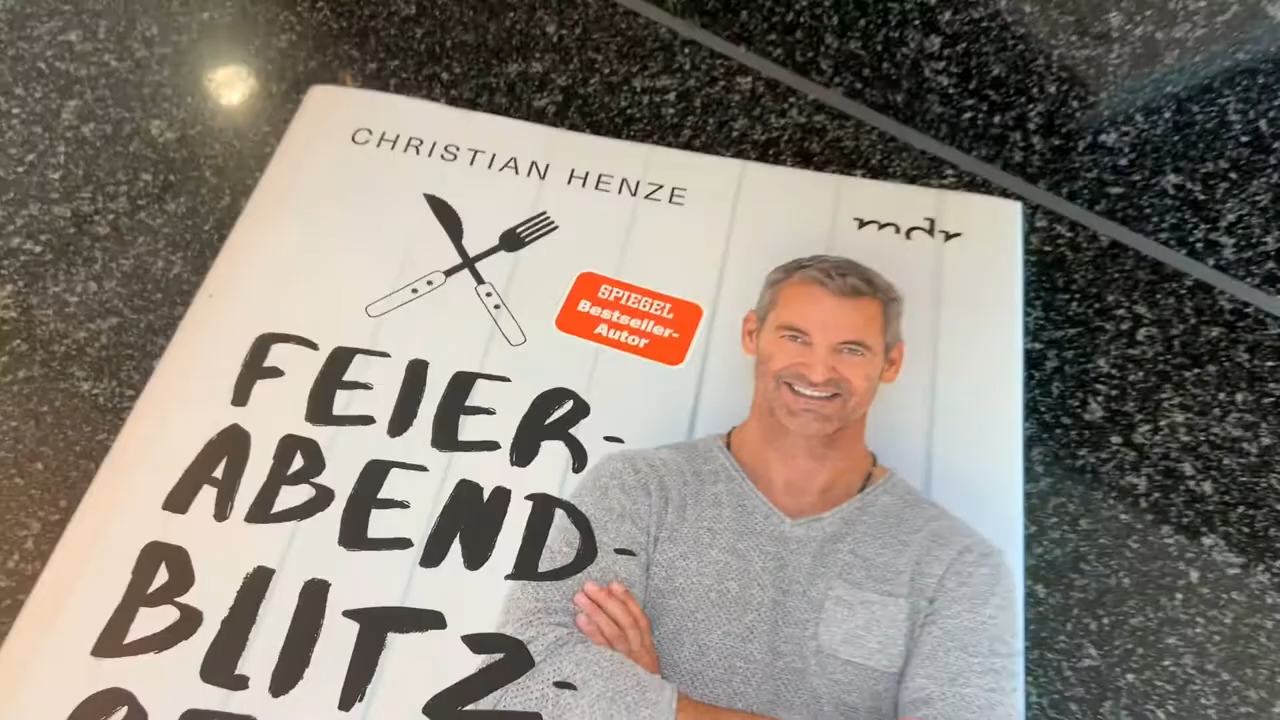 CHRISTIAN HENZE
mdr
SPIEGEL
Bestseller-
Autor
FEIER-
ABEND-
BLITZ-